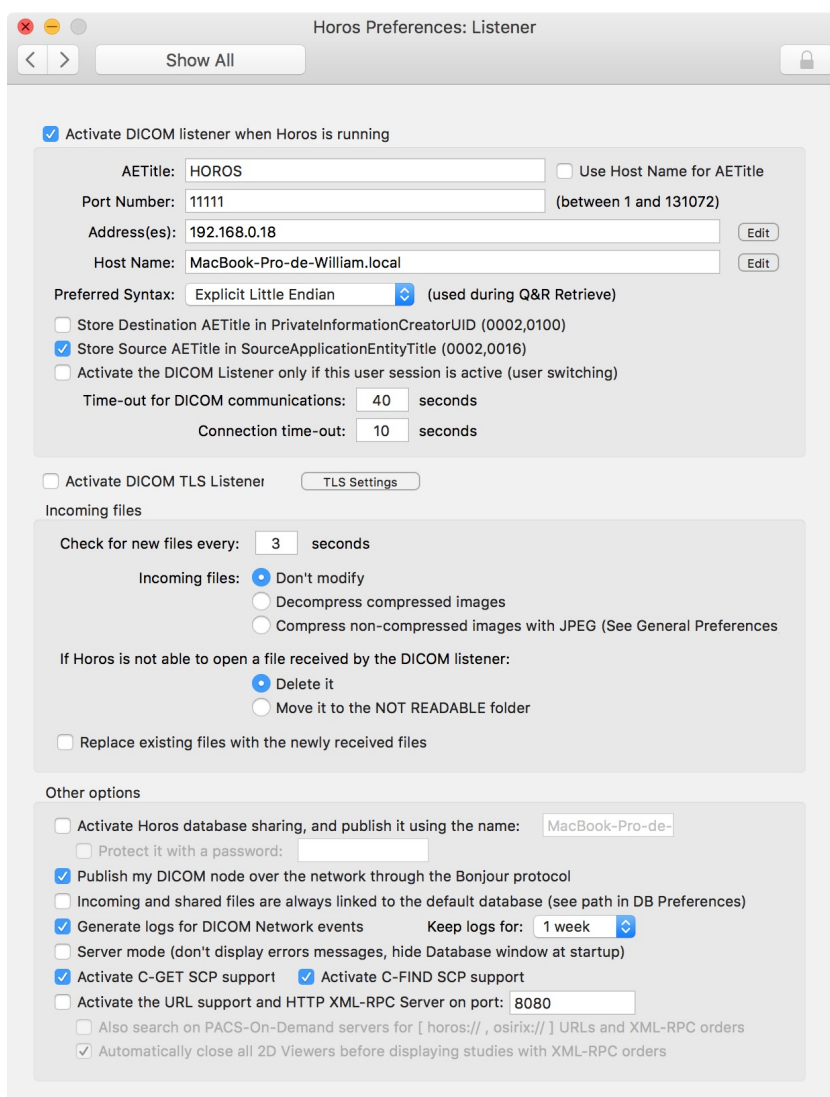 Horos Preferences: Listener
Show All
Activate DICOM listener when Horos is running
AETitle: HOROS Use Host Name for AETitle
Port Number: 11111 (between 1 and 131072)
Address(es): 192.168.0.18 Edit
Host Name: MacBook-Pro-de-William.local Edit
Preferred Syntax: Explicit Little Endian (used during Q&R Retrieve)
Store Destination AETitle in PrivateInformationCreatorUID (0002,0100)
Store Source AETitle in SourceApplicationEntityTitle (0002,0016)
Activate the DICOM Listener only if this user session is active (user switching)
Time-out for DICOM communications: 40 seconds
Connection time-out: 10 seconds
Activate DICOM TLS Listener TLS Settings
Incoming files
Check for new files every: 3 seconds
Incoming files: Don't modify
Decompress compressed images
Compress non-compressed images with JPEG (See General Preferences
If Horos is not able to open a file received by the DICOM listener:
Delete it
Move it to the NOT READABLE folder
Replace existing files with the newly received files
Other options
Activate Horos database sharing, and publish it using the name: MacBook-Pro-de-
Protect it with a password:
Publish my DICOM node over the network through the Bonjour protocol
Incoming and shared files are always linked to the default database (see path in DB Preferences)
Generate logs for DICOM Network events Keep logs for: 1 week
Server mode (don't display errors messages, hide Database window at startup)
Activate C-GET SCP support Activate C-FIND SCP support
Activate the URL support and HTTP XML-RPC Server on port: 8080
Also search on PACS-On-Demand servers for [ horos:// , osirix:// ] URLs and XML-RPC orders
Automatically close all 2D Viewers before displaying studies with XML-RPC orders